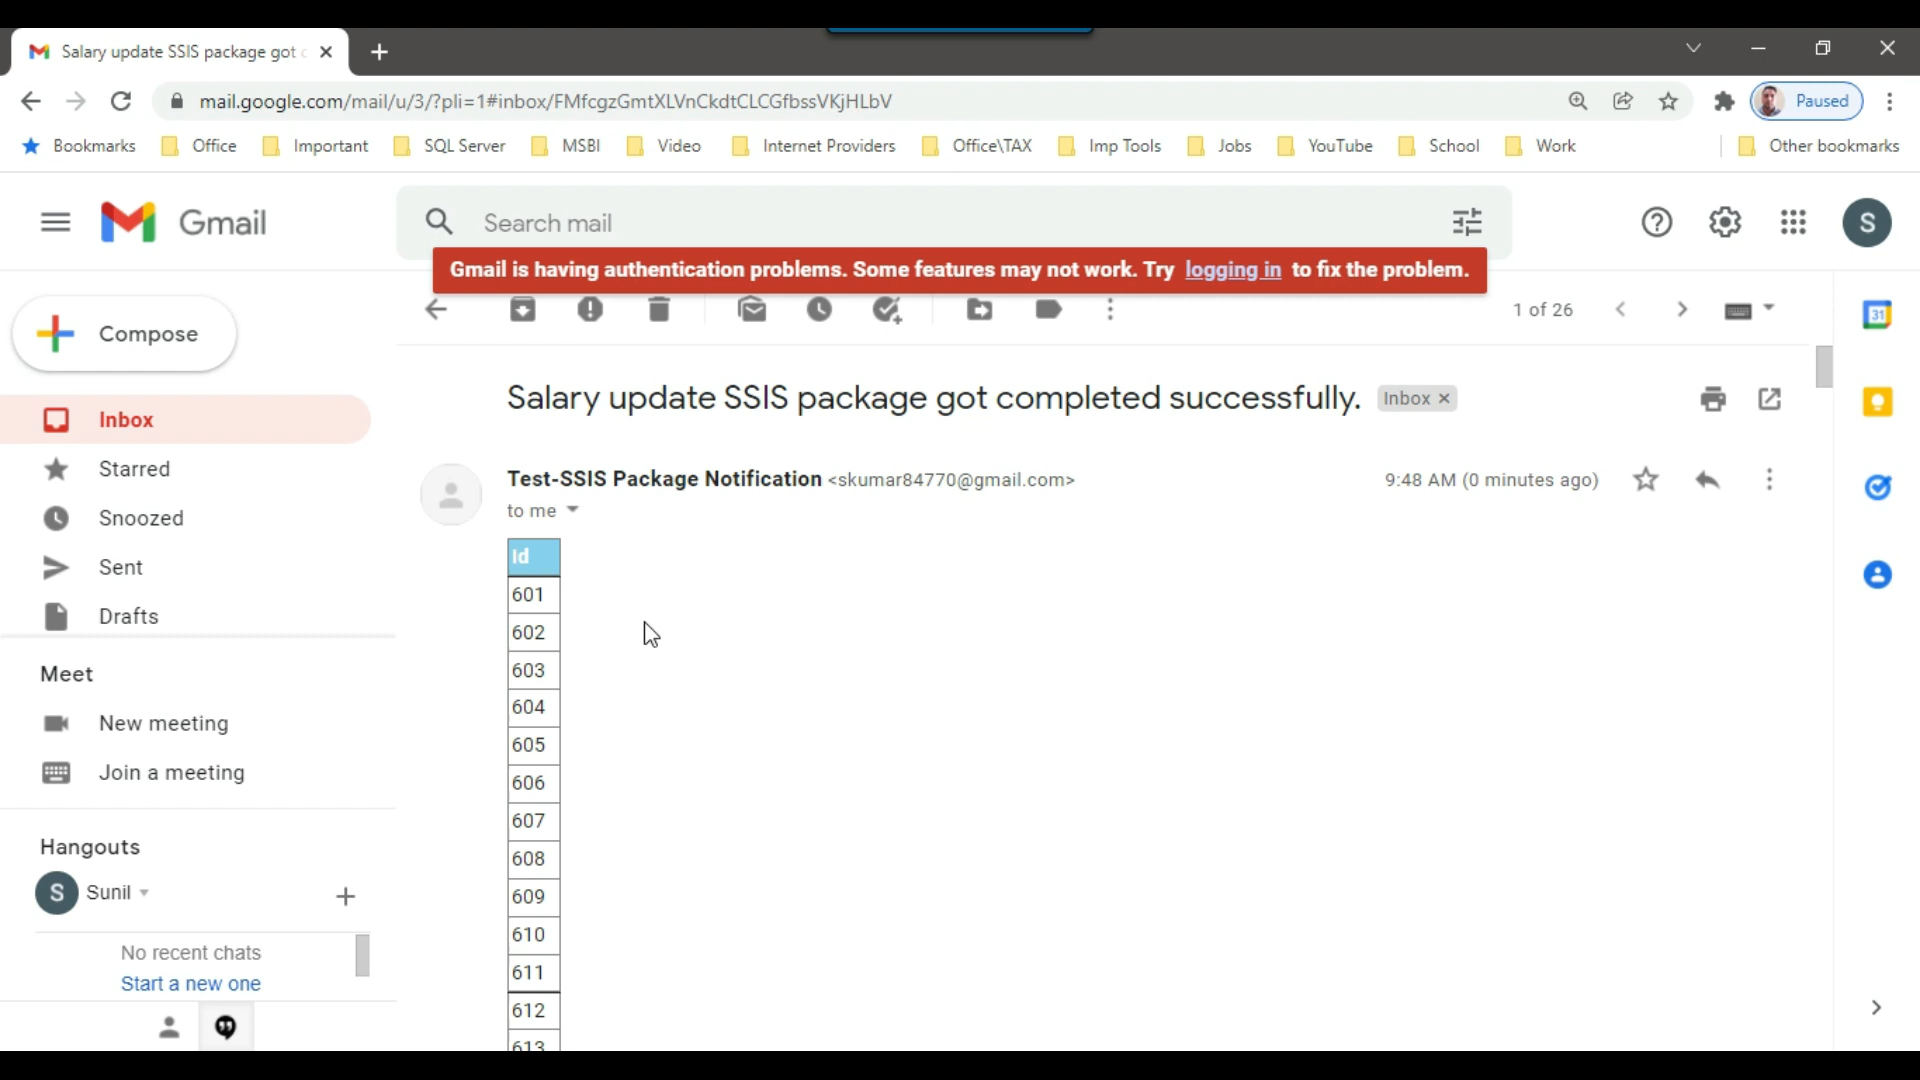 Salary update SSIS package got
mail.google.com/mail/u/3/?pli=1#inbox/FMfcgzGmtXLVnCkdtCLCGfbssVKjHLbV
Paused
Bookmarks Office Important SQL Server MSBI Video Internet Providers Office\TAX Imp Tools Jobs YouTube School Work Other bookmarks
Gmail
Search mail
S
Gmail is having authentication problems. Some features may not work. Try logging in to fix the problem.
1 of 26
31
Compose
Inbox
Starred
Snoozed
Sent
Drafts
Meet
New meeting
Join a meeting
Hangouts
S Sunil
No recent chats
Start a new one
Salary update SSIS package got completed successfully. Inbox ×
Test-SSIS Package Notification <skumar84770@gmail.com> 9:48 AM (0 minutes ago)
to me
Id
601
602
603
604
605
606
607
608
609
610
611
612
613